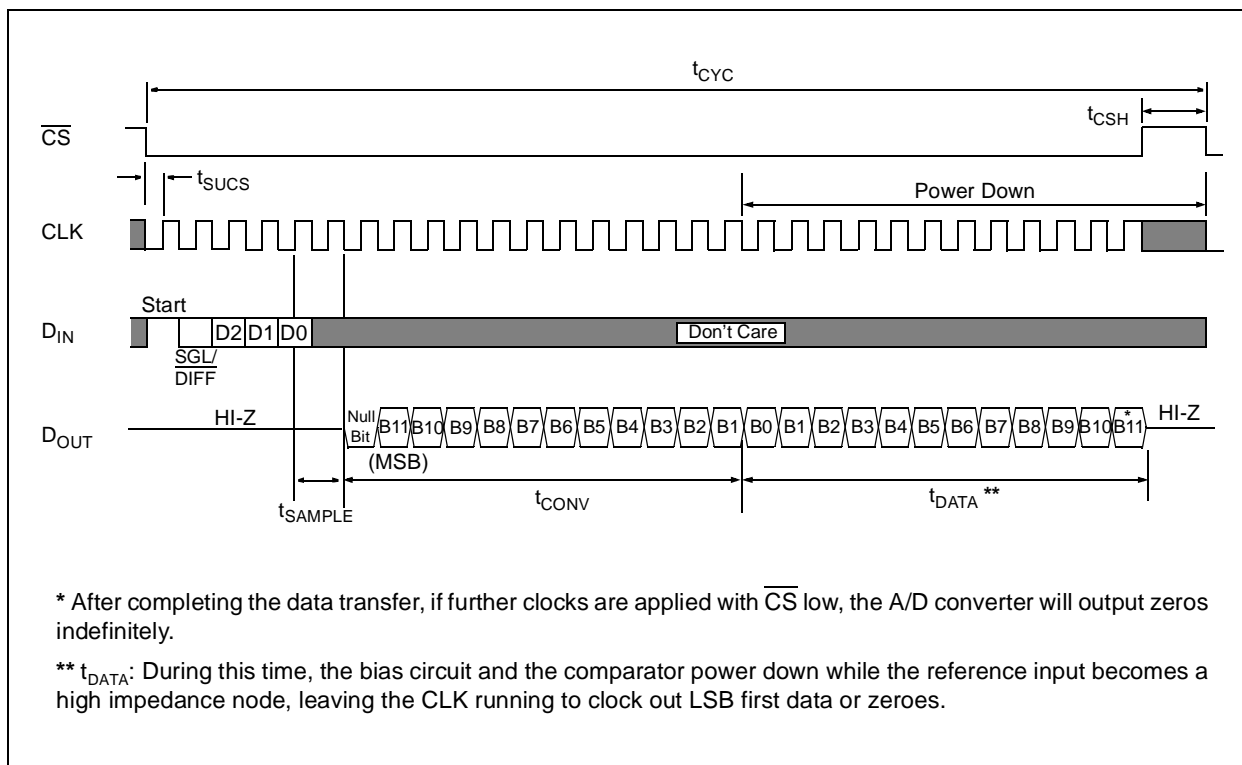 tCYC
tCSH
CS
tSUCS
Power Down
CLK
Start
DIN
D2 D1 D0
Don't Care
SGL/
DIFF
HI-Z
DOUT
Null
Bit
B11 B10 B9 B8 B7 B6 B5 B4 B3 B2 B1 B0 B1 B2 B3 B4 B5 B6 B7 B8 B9 B10 *B11
HI-Z
(MSB)
tSAMPLE
tCONV
tDATA **
* After completing the data transfer, if further clocks are applied with CS low, the A/D converter will output zeros
indefinitely.
** tDATA: During this time, the bias circuit and the comparator power down while the reference input becomes a
high impedance node, leaving the CLK running to clock out LSB first data or zeroes.